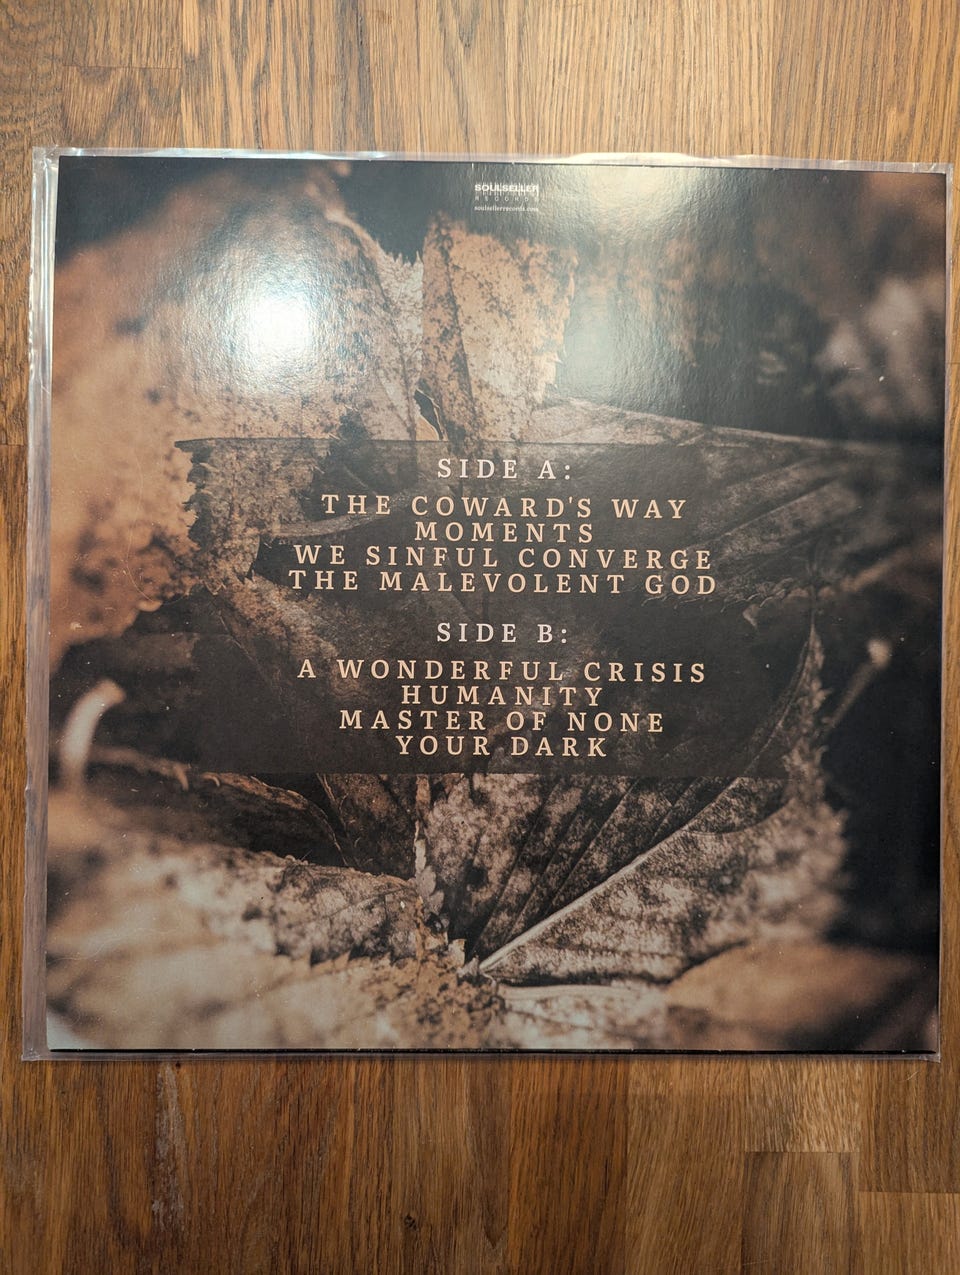 SOULSELLER
RECORDS
soulsellerrecords.com
SIDE A:
THE COWARD'S WAY
MOMENTS
WE SINFUL CONVERGE
THE MALEVOLENT GOD
SIDE B:
A WONDERFUL CRISIS
HUMANITY
MASTER OF NONE
YOUR DARK